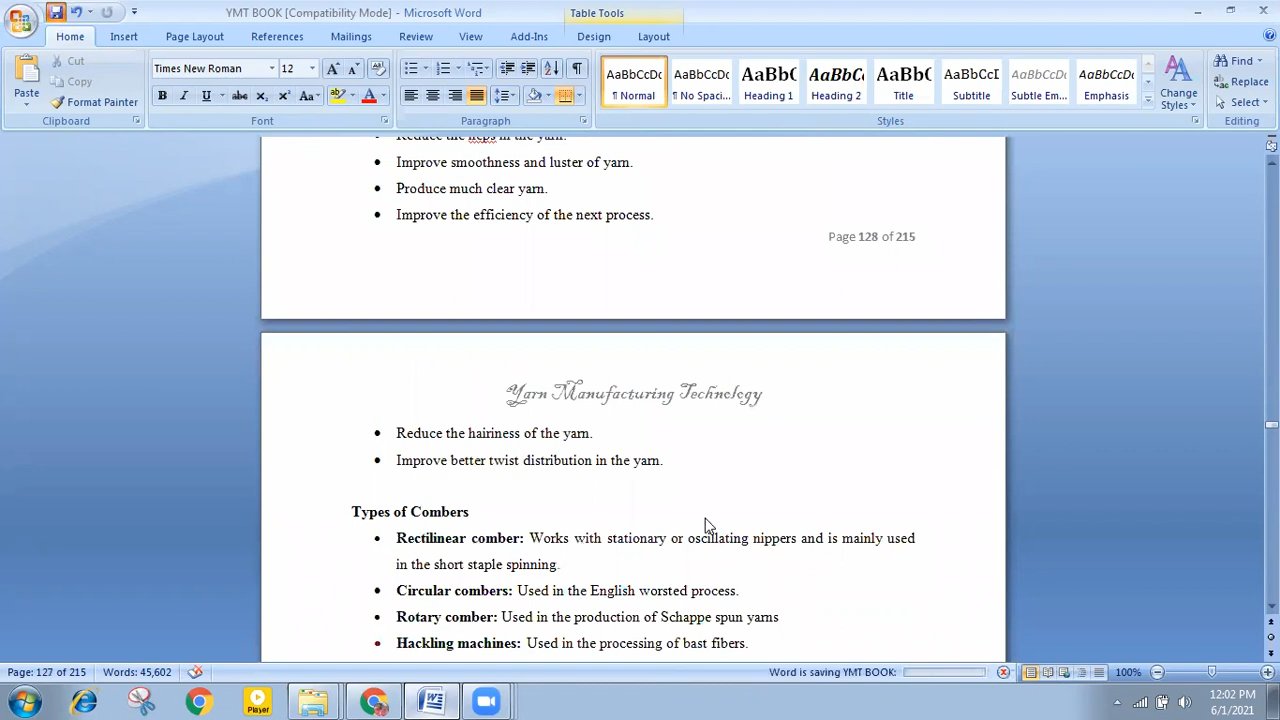 YMT BOOK [Compatibility Mode] - Microsoft Word
Table Tools
Home Insert Page Layout References Mailings Review View Add-Ins Design Layout
Paste
Cut
Copy
Format Painter
Clipboard
Times New Roman 12
Font
Paragraph
AaBbCcDc AaBbCcDc AaBbC AaBbCc AaBbCc AaBbCcI AaBbCcDc AaBbCcDc
¶ Normal ¶ No Spaci... Heading 1 Heading 2 Title Subtitle Subtle Em... Emphasis
Change
Styles
Styles
Find
Replace
Select
Editing
Reduce the neps in the yarn.
• Improve smoothness and luster of yarn.
• Produce much clear yarn.
• Improve the efficiency of the next process.
Page 128 of 215
Yarn Manufacturing Technology
• Reduce the hairiness of the yarn.
• Improve better twist distribution in the yarn.
Types of Combers
• Rectilinear comber: Works with stationary or oscillating nippers and is mainly used
in the short staple spinning.
• Circular combers: Used in the English worsted process.
• Rotary comber: Used in the production of Schappe spun yarns
• Hackling machines: Used in the processing of bast fibers.
Page: 127 of 215 Words: 45,602 Word is saving YMT BOOK: 100%
Player
12:02 PM
6/1/2021